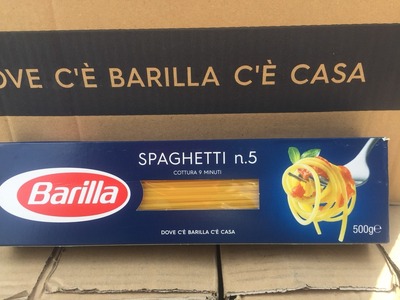 DOVE C'È BARILLA C'È CASA
SPAGHETTI n.5
COTTURA 9 MINUTI
Barilla
500g℮
DOVE C'È BARILLA C'È CASA